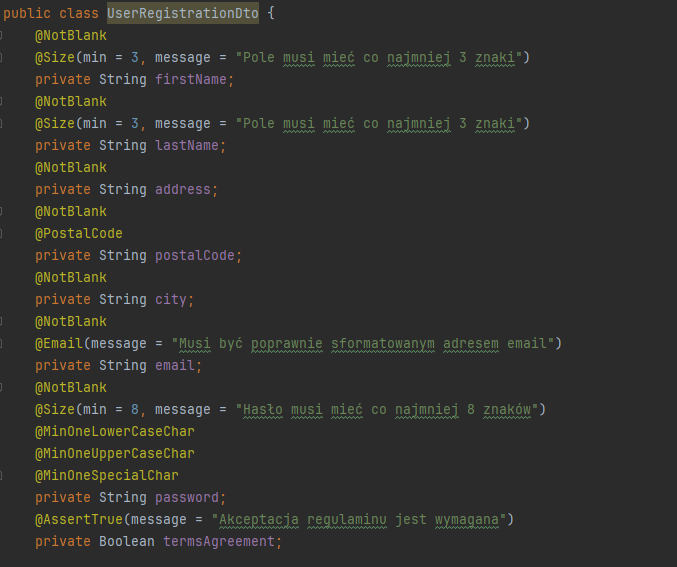 public class UserRegistrationDto {
@NotBlank
@Size(min = 3, message = "Pole musi mieć co najmniej 3 znaki")
private String firstName;
@NotBlank
@Size(min = 3, message = "Pole musi mieć co najmniej 3 znaki")
private String lastName;
@NotBlank
private String address;
@NotBlank
@PostalCode
private String postalCode;
@NotBlank
private String city;
@NotBlank
@Email(message = "Musi być poprawnie sformatowanym adresem email")
private String email;
@NotBlank
@Size(min = 8, message = "Hasło musi mieć co najmniej 8 znaków")
@MinOneLowerCaseChar
@MinOneUpperCaseChar
@MinOneSpecialChar
private String password;
@AssertTrue(message = "Akceptacja regulaminu jest wymagana")
private Boolean termsAgreement;